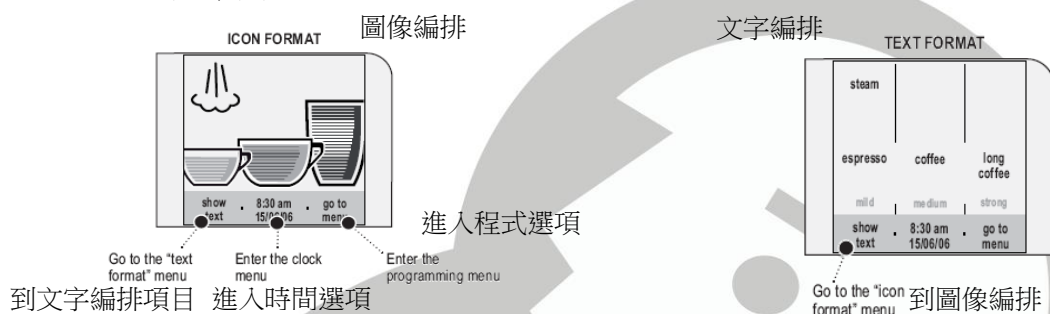 圖像編排
文字編排
ICON FORMAT
TEXT FORMAT
steam
espresso coffee long
coffee
mild medium strong
show 8:30 am go to
text 15/06/06 menu
show 8:30 am go to
text 15/06/06 menu
進入程式選項
Go to the “text
format” menu
Enter the clock
menu
Enter the
programming menu
到文字編排項目
進入時間選項
Go to the “icon
format” menu
到圖像編排